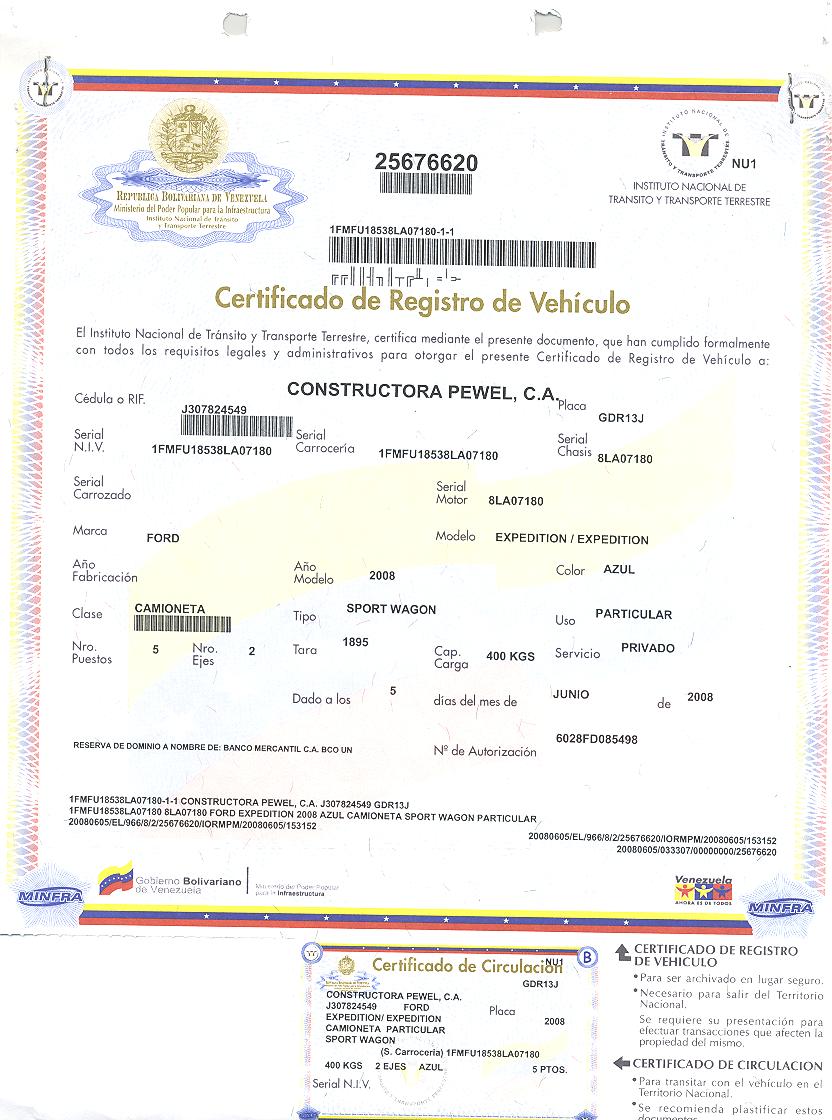 25676620
NU1
INSTITUTO NACIONAL DE TRÁNSITO Y TRANSPORTE TERRESTRE
INSTITUTO NACIONAL DE
TRÁNSITO Y TRANSPORTE TERRESTRE
REPUBLICA BOLIVARIANA DE VENEZUELA
Ministerio del Poder Popular para la Infraestructura
Instituto Nacional de Tránsito
y Transporte Terrestre
1FMFU18538LA07180-1-1
Certificado de Registro de Vehículo
El Instituto Nacional de Tránsito y Transporte Terrestre, certifica mediante el presente documento, que han cumplido formalmente
con todos los requisitos legales y administrativos para otorgar el presente Certificado de Registro de Vehículo a:
CONSTRUCTORA PEWEL, C.A.
Cédula o RIF. J307824549 Placa GDR13J
Serial N.I.V. 1FMFU18538LA07180 Serial Carrocería 1FMFU18538LA07180 Serial Chasis 8LA07180
Serial Carrozado Serial Motor 8LA07180
Marca FORD Modelo EXPEDITION / EXPEDITION
Año Fabricación Año Modelo 2008 Color AZUL
Clase CAMIONETA Tipo SPORT WAGON Uso PARTICULAR
Nro. Puestos 5 Nro. Ejes 2 Tara 1895 Cap. Carga 400 KGS Servicio PRIVADO
Dado a los 5 días del mes de JUNIO de 2008
RESERVA DE DOMINIO A NOMBRE DE: BANCO MERCANTIL C.A. BCO UN Nº de Autorización 6028FD085498
1FMFU18538LA07180-1-1 CONSTRUCTORA PEWEL, C.A. J307824549 GDR13J
1FMFU18538LA07180 8LA07180 FORD EXPEDITION 2008 AZUL CAMIONETA SPORT WAGON PARTICULAR
20080605/EL/966/8/2/25676620/IORMPM/20080605/153152
20080605/EL/966/8/2/25676620/IORMPM/20080605/153152
20080605/033307/00000000/25676620
MINFRA
Gobierno Bolivariano
de Venezuela
Ministerio del Poder Popular
para la Infraestructura
Venezuela
AHORA ES DE TODOS
MINFRA
Certificado de Circulación
NU1
B
GDR13J
CONSTRUCTORA PEWEL, C.A.
J307824549 FORD Placa
EXPEDITION/ EXPEDITION 2008
CAMIONETA PARTICULAR
SPORT WAGON
(S. Carroceria) 1FMFU18538LA07180
400 KGS 2 EJES AZUL 5 PTOS.
Serial N.I.V.
CERTIFICADO DE REGISTRO
DE VEHICULO
•Para ser archivado en lugar seguro.
•Necesario para salir del Territorio
Nacional.
Se requiere su presentación para
efectuar transacciones que afecten la
propiedad del mismo.
CERTIFICADO DE CIRCULACION
•Para transitar con el vehículo en el
Territorio Nacional.
•Se recomienda plastificar estos